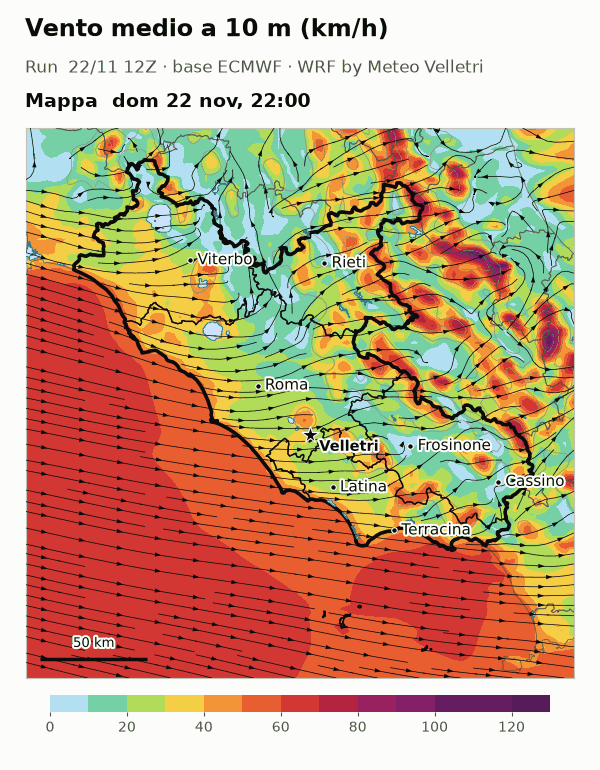 Vento medio a 10 m (km/h)
Run  22/11 12Z · base ECMWF · WRF by Meteo Velletri
Mappa  dom 22 nov, 22:00
Viterbo
Rieti
Roma
Velletri
Frosinone
Latina
Cassino
Terracina
50 km
0 20 40 60 80 100 120